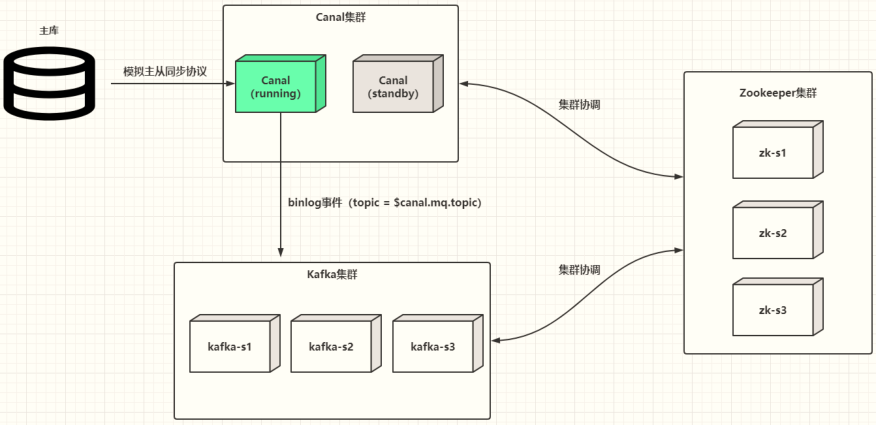 主库
Canal集群
模拟主从同步协议
Canal
（running）
Canal
（standby）
集群协调
Zookeeper集群
zk-s1
zk-s2
zk-s3
binlog事件（topic = $canal.mq.topic）
集群协调
Kafka集群
kafka-s1
kafka-s2
kafka-s3